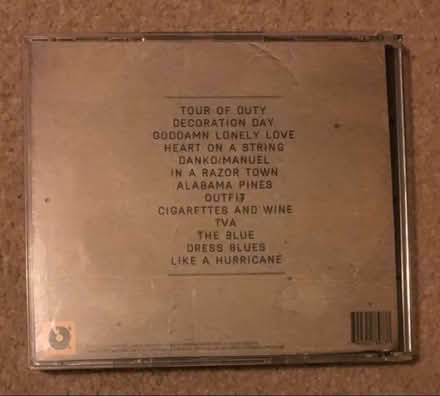 TOUR OF DUTY
DECORATION DAY
GODDAMN LONELY LOVE
HEART ON A STRING
DANKO/MANUEL
IN A RAZOR TOWN
ALABAMA PINES
OUTFIT
CIGARETTES AND WINE
TVA
THE BLUE
DRESS BLUES
LIKE A HURRICANE